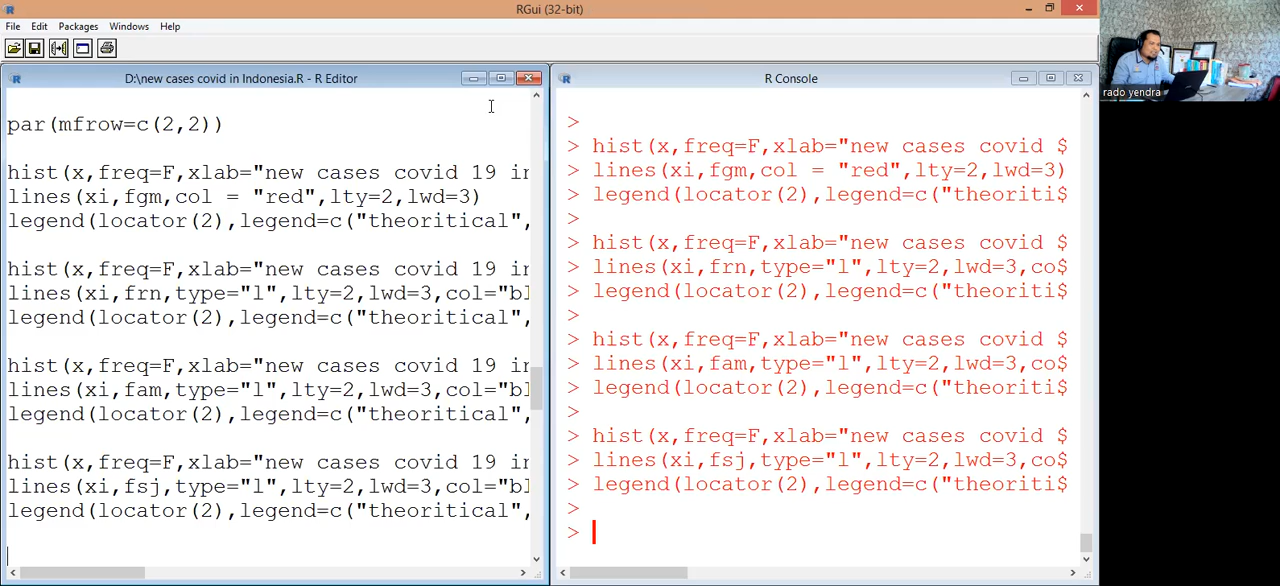 RGui (32-bit)
File Edit Packages Windows Help
D:\new cases covid in Indonesia.R - R Editor
par(mfrow=c(2,2))
hist(x,freq=F,xlab="new cases covid 19 in
lines(xi,fgm,col = "red",lty=2,lwd=3)
legend(locator(2),legend=c("theoritical",
hist(x,freq=F,xlab="new cases covid 19 in
lines(xi,frn,type="l",lty=2,lwd=3,col="bl
legend(locator(2),legend=c("theoritical",
hist(x,freq=F,xlab="new cases covid 19 in
lines(xi,fam,type="l",lty=2,lwd=3,col="bl
legend(locator(2),legend=c("theoritical",
hist(x,freq=F,xlab="new cases covid 19 in
lines(xi,fsj,type="l",lty=2,lwd=3,col="bl
legend(locator(2),legend=c("theoritical",
R Console
>
> hist(x,freq=F,xlab="new cases covid $
> lines(xi,fgm,col = "red",lty=2,lwd=3)
> legend(locator(2),legend=c("theoriti$
>
> hist(x,freq=F,xlab="new cases covid $
> lines(xi,frn,type="l",lty=2,lwd=3,co$
> legend(locator(2),legend=c("theoriti$
>
> hist(x,freq=F,xlab="new cases covid $
> lines(xi,fam,type="l",lty=2,lwd=3,co$
> legend(locator(2),legend=c("theoriti$
>
> hist(x,freq=F,xlab="new cases covid $
> lines(xi,fsj,type="l",lty=2,lwd=3,co$
> legend(locator(2),legend=c("theoriti$
>
>
rado yendra